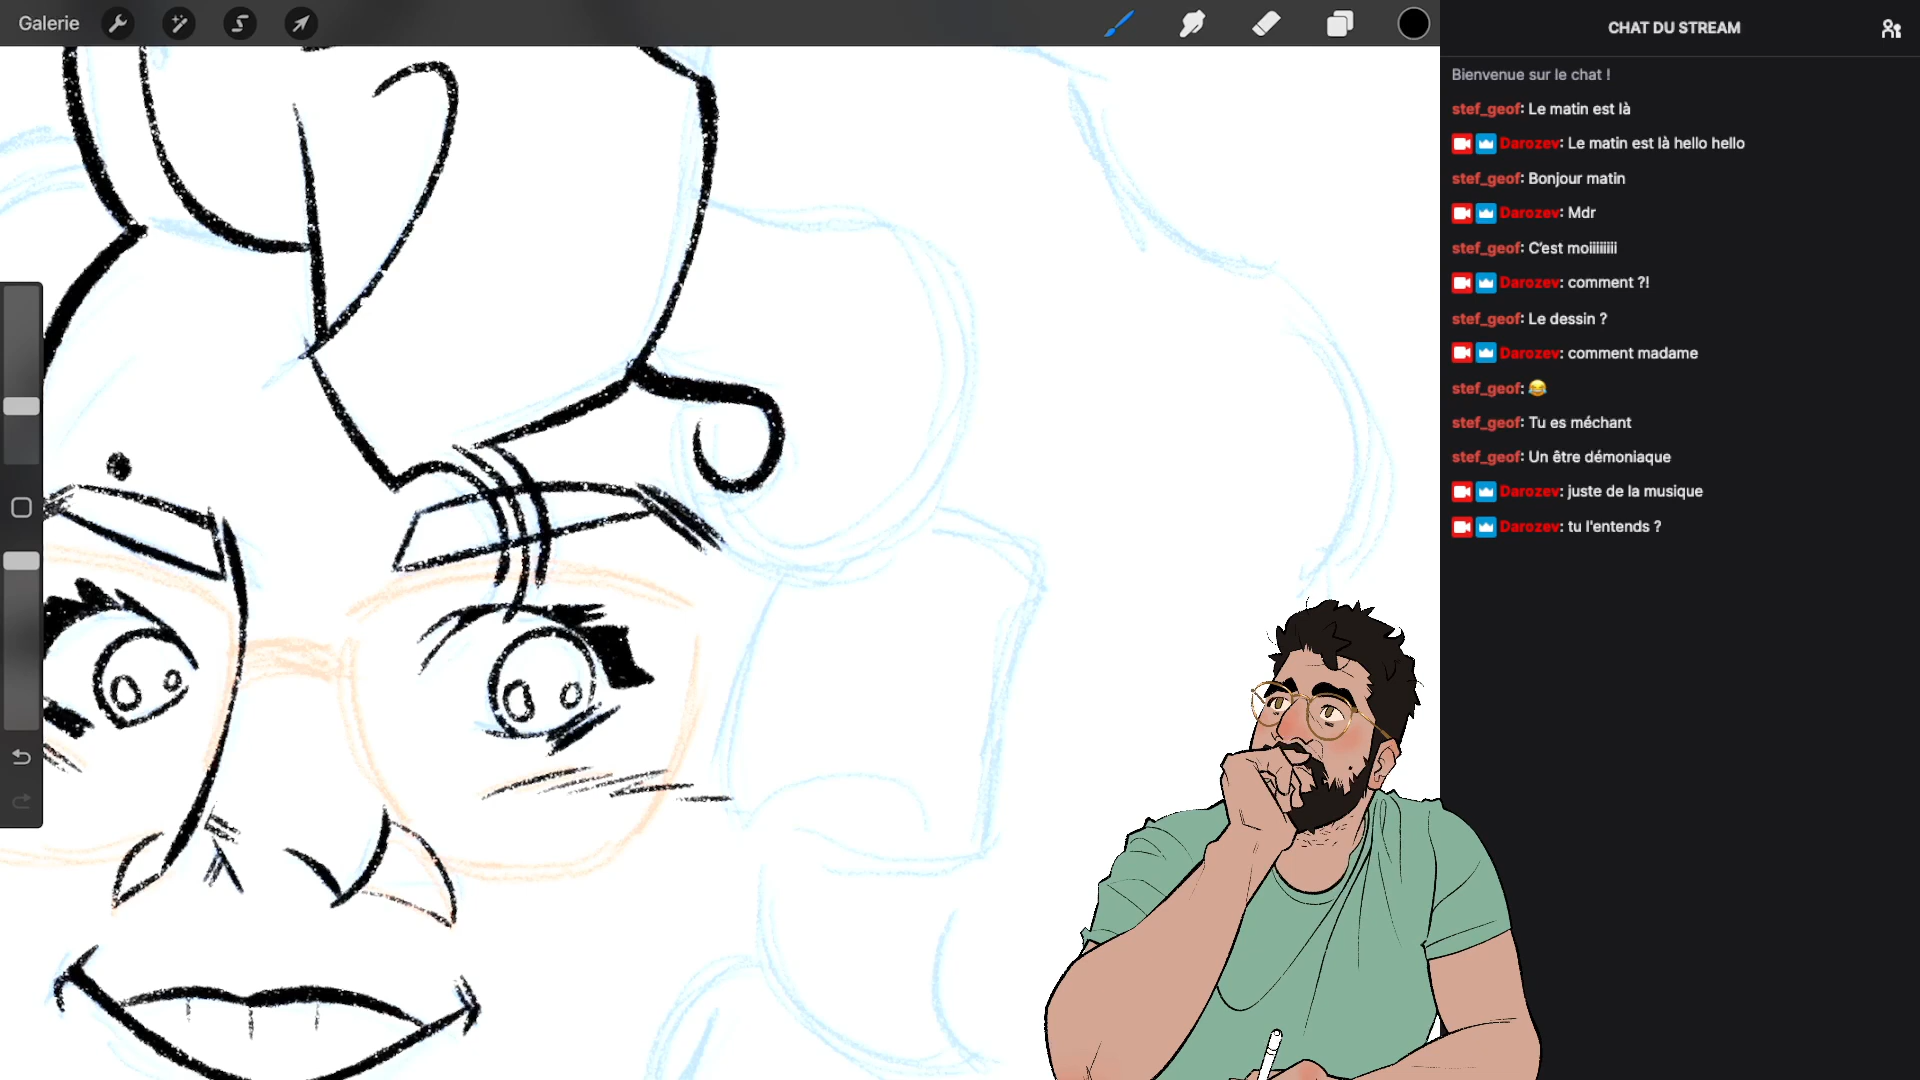 Galerie
CHAT DU STREAM
Bienvenue sur le chat !
stef_geof: Le matin est là
Darozev: Le matin est là hello hello
stef_geof: Bonjour matin
Darozev: Mdr
stef_geof: C'est moiiiiiiiii
Darozev: comment ?!
stef_geof: Le dessin ?
Darozev: comment madame
stef_geof: 😂
stef_geof: Tu es méchant
stef_geof: Un être démoniaque
Darozev: juste de la musique
Darozev: tu l'entends ?